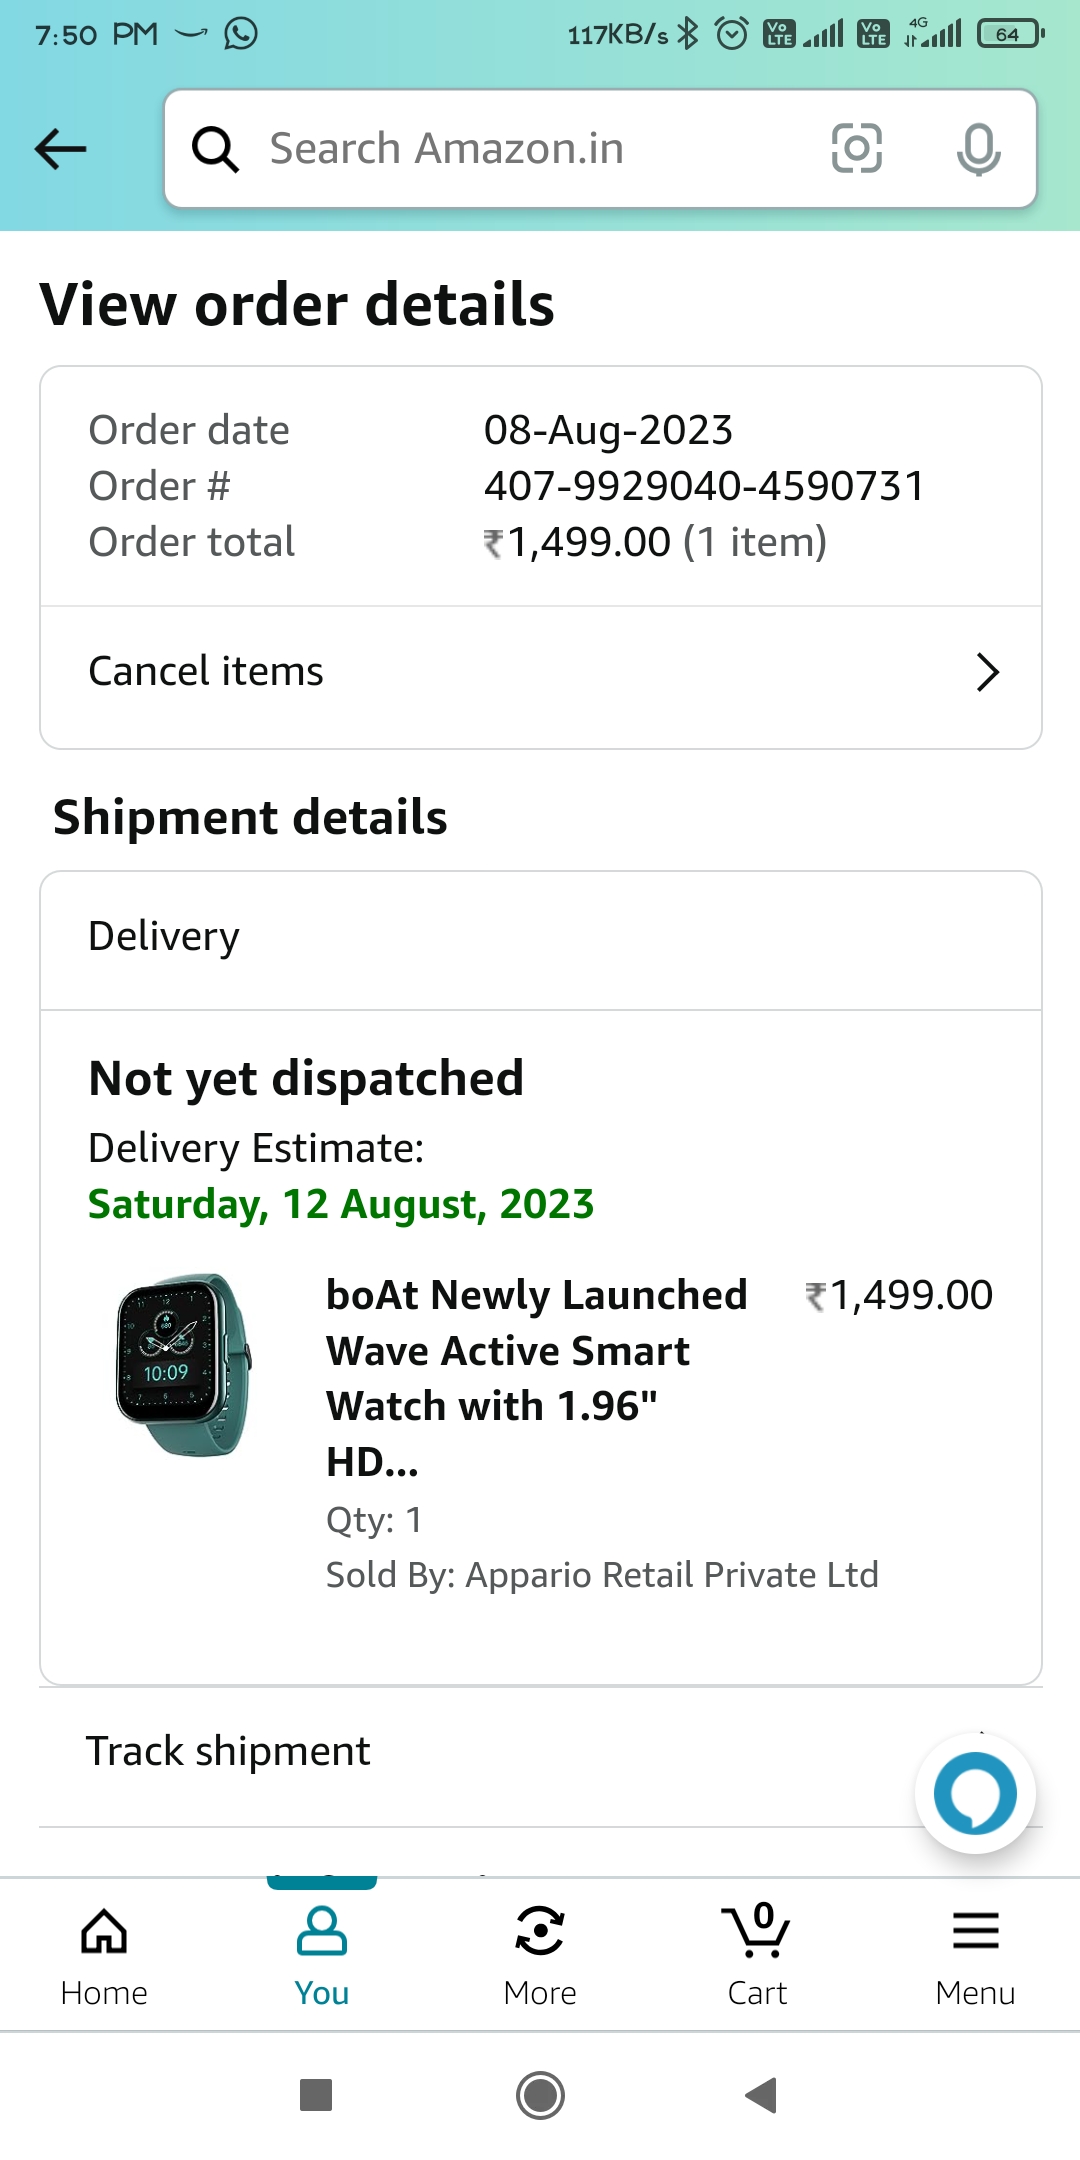 7:50 PM 117KB/s Vo LTE Vo LTE 4G 64
Search Amazon.in
View order details
Order date 08-Aug-2023
Order # 407-9929040-4590731
Order total ₹1,499.00 (1 item)
Cancel items
Shipment details
Delivery
Not yet dispatched
Delivery Estimate:
Saturday, 12 August, 2023
boAt Newly Launched ₹1,499.00
Wave Active Smart
Watch with 1.96"
HD...
Qty: 1
Sold By: Appario Retail Private Ltd
10:09
Track shipment
0
Home You More Cart Menu